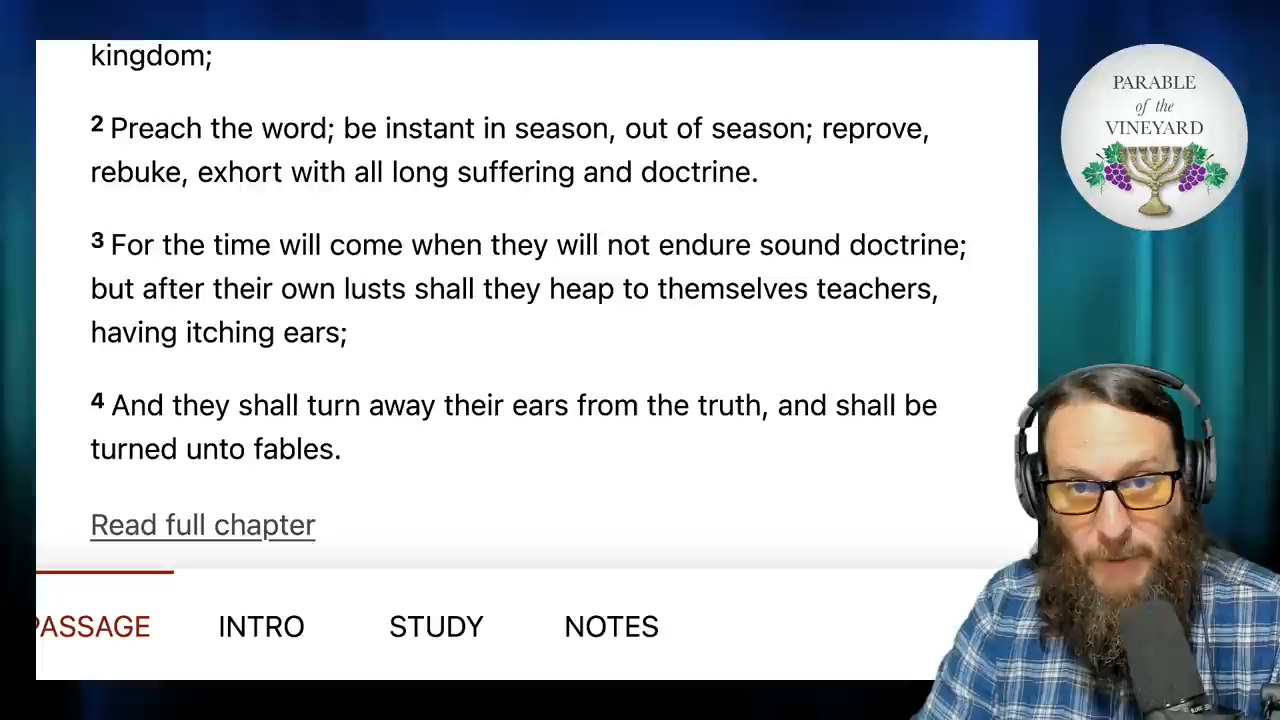 kingdom;
2 Preach the word; be instant in season, out of season; reprove,
rebuke, exhort with all long suffering and doctrine.
3 For the time will come when they will not endure sound doctrine;
but after their own lusts shall they heap to themselves teachers,
having itching ears;
4 And they shall turn away their ears from the truth, and shall be
turned unto fables.
Read full chapter
PASSAGE INTRO STUDY NOTES
PARABLE
of the
VINEYARD